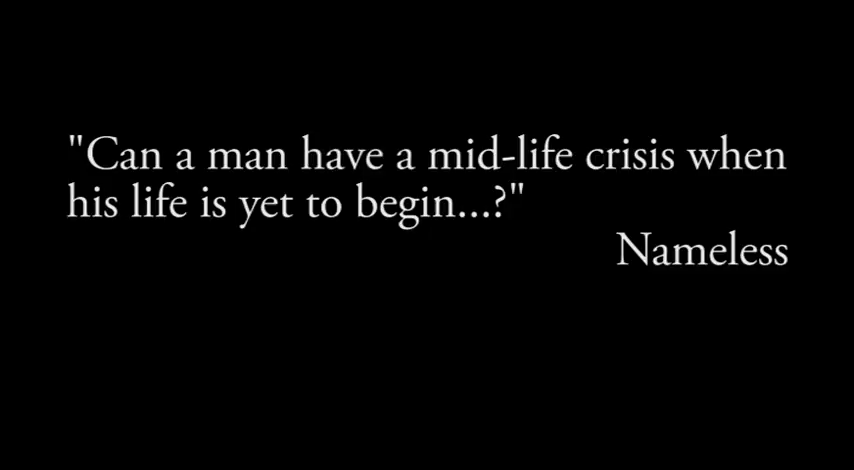 "Can a man have a mid-life crisis when
his life is yet to begin...?"
Nameless